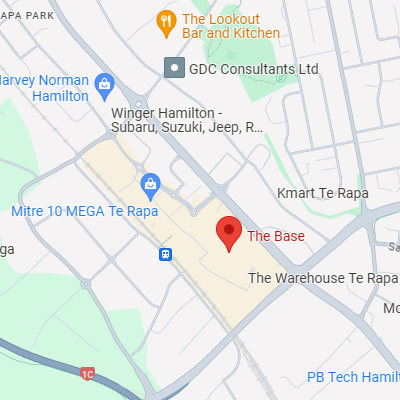 APA PARK
The Lookout
Bar and Kitchen
GDC Consultants Ltd
Harvey Norman
Hamilton
Winger Hamilton -
Subaru, Suzuki, Jeep, R...
Kmart Te Rapa
Mitre 10 MEGA Te Rapa
The Base
Sa
ga
The Warehouse Te Rapa
Mo
1C
PB Tech Hamilt